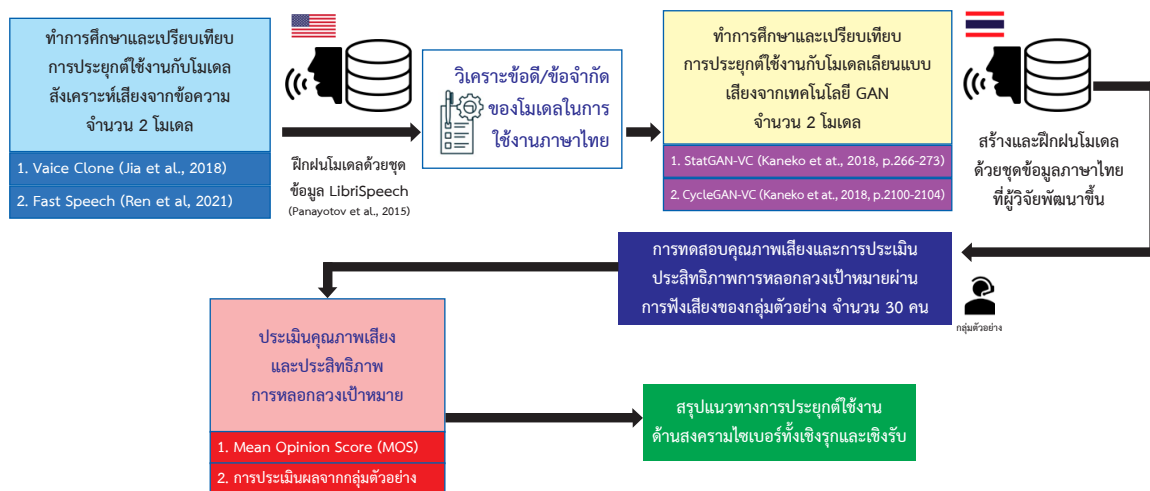 ทำการศึกษาและเปรียบเทียบ
การประยุกต์ใช้งานกับโมเดล
สังเคราะห์เสียงจากข้อความ
จำนวน 2 โมเดล
1. Vaice Clone (Jia et al., 2018)
2. Fast Speech (Ren et al, 2021)
ฝึกฝนโมเดลด้วยชุด
ข้อมูล LibriSpeech
(Panayotov et al., 2015)
วิเคราะข้อดี/ข้อจำกัด
ของโมเดลในการ
ใช้งานภาษาไทย
ทำการศึกษาและเปรียบเทียบ
การประยุกต์ใช้งานกับโมเดลเลียนแบบ
เสียงจากเทคโนโลยี GAN
จำนวน 2 โมเดล
1. StatGAN-VC (Kaneko et at., 2018, p.266-273)
2. CycleGAN-VC (Kaneko et at., 2018, p.2100-2104)
สร้างและฝึกฝนโมเดล
ด้วยชุดข้อมูลภาษาไทย
ที่ผู้วิจัยพัฒนาขึ้น
การทดสอบคุณภาพเสียงและการประเมิน
ประสิทธิภาพการหลอกลวงเป้าหมายผ่าน
การฟังเสียงของกลุ่มตัวอย่าง จำนวน 30 คน
กลุ่มตัวอย่าง
ประเมินคุณภาพเสียง
และประสิทธิภาพ
การหลอกลวงเป้าหมาย
1. Mean Opinion Score (MOS)
2. การประเมินผลจากกลุ่มตัวอย่าง
สรุปแนวทางการประยุกต์ใช้งาน
ด้านสงครามไซเบอร์ทั้งเชิงรุกและเชิงรับ